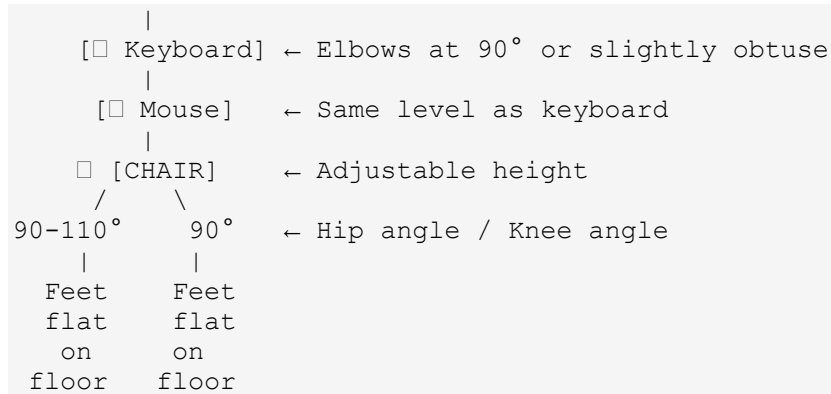 |
[□ Keyboard] ← Elbows at 90° or slightly obtuse
|
[□ Mouse] ← Same level as keyboard
|
□ [CHAIR] ← Adjustable height
/ \
90-110° 90° ← Hip angle / Knee angle
| |
Feet Feet
flat flat
on on
floor floor